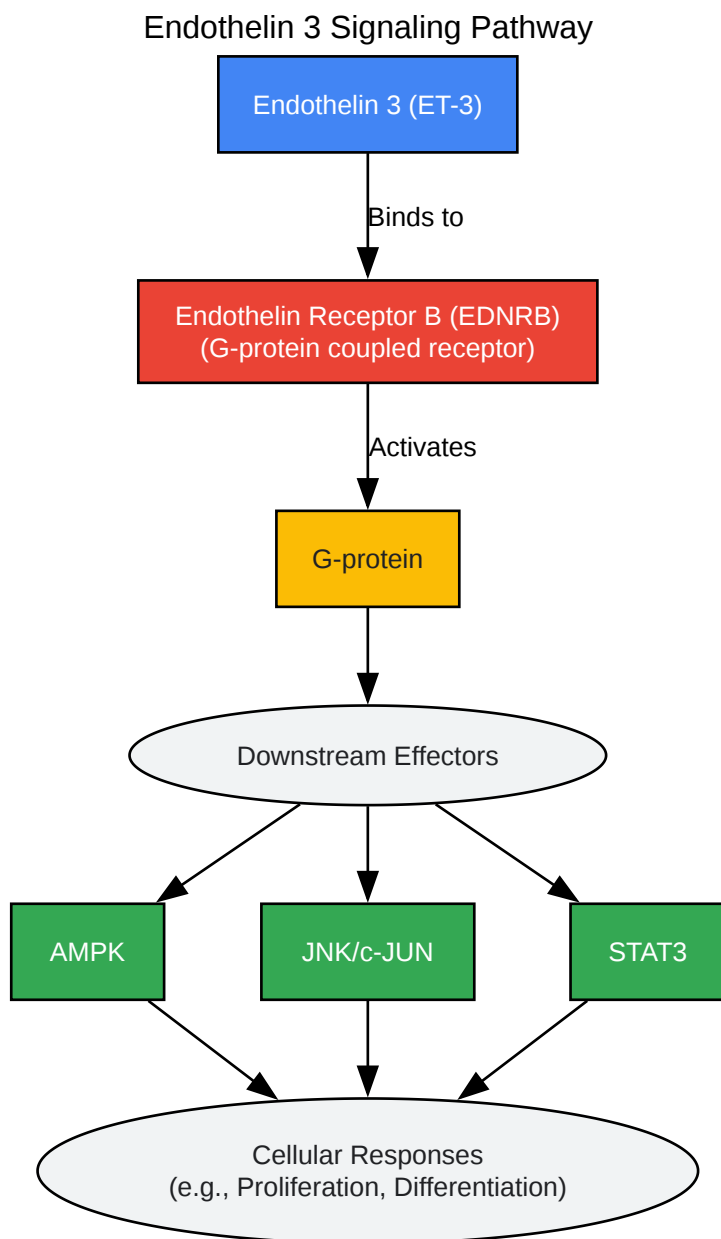 Endothelin 3 Signaling Pathway
Endothelin 3 (ET-3)
Binds to
Endothelin Receptor B (EDNRB)
(G-protein coupled receptor)
Activates
G-protein
Downstream Effectors
AMPK
JNK/c-JUN
STAT3
Cellular Responses
(e.g., Proliferation, Differentiation)